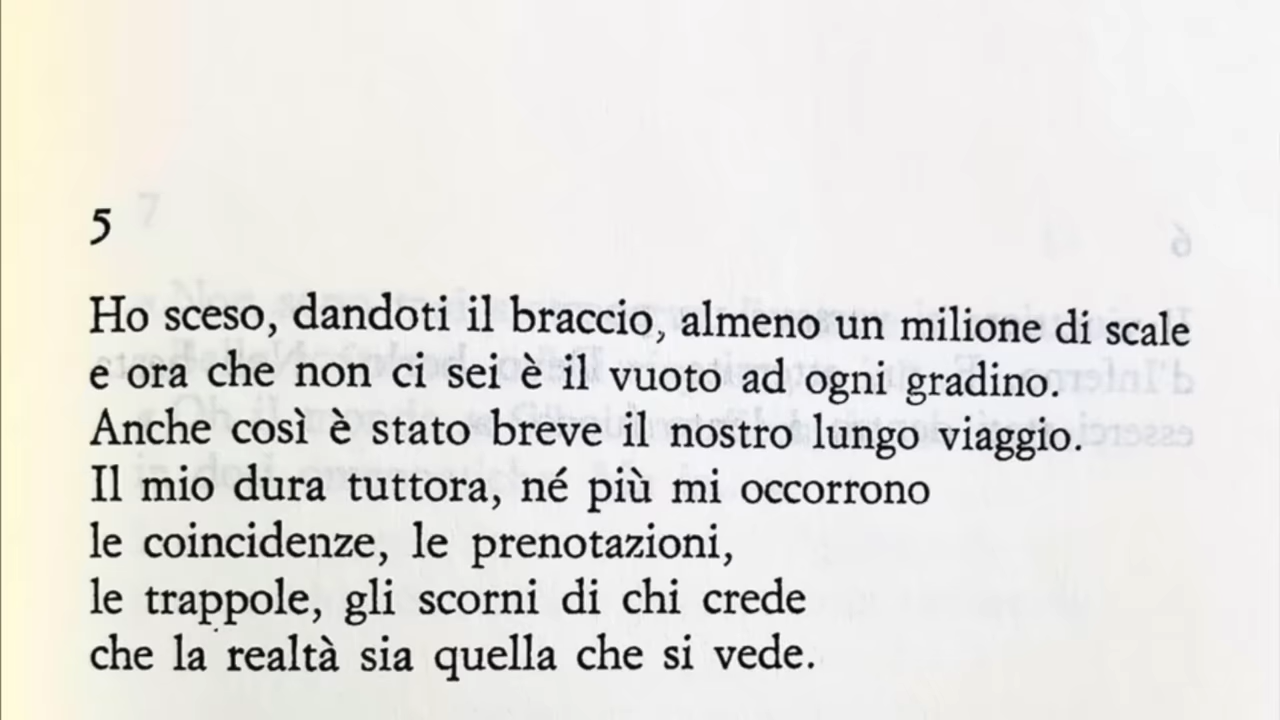 5
Ho sceso, dandoti il braccio, almeno un milione di scale
e ora che non ci sei è il vuoto ad ogni gradino.
Anche così è stato breve il nostro lungo viaggio.
Il mio dura tuttora, né più mi occorrono
le coincidenze, le prenotazioni,
le trappole, gli scorni di chi crede
che la realtà sia quella che si vede.